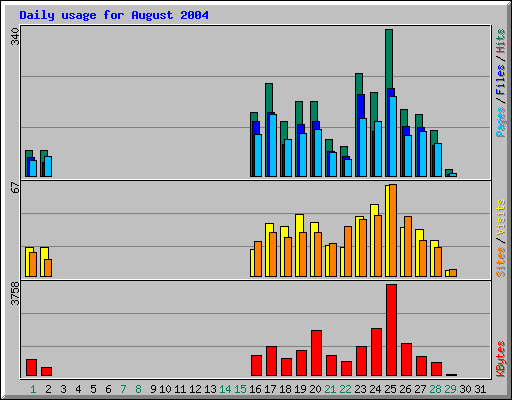 Daily usage for August 2004
340
67
3758
Pages / Files / Hits
Sites / Visits
KBytes
1 2 3 4 5 6 7 8 9 10 11 12 13 14 15 16 17 18 19 20 21 22 23 24 25 26 27 28 29 30 31